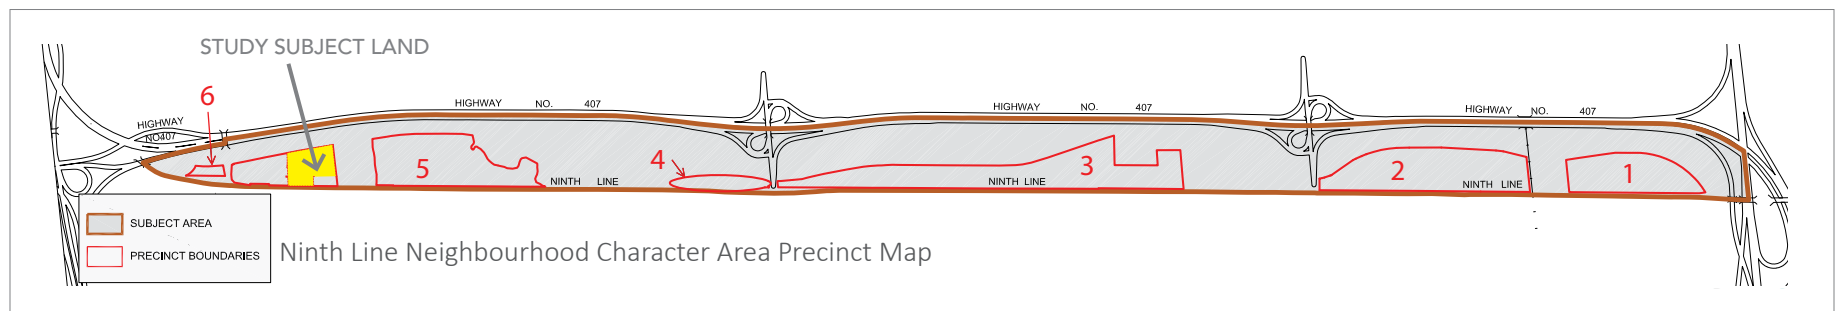 STUDY SUBJECT LAND
6
HIGHWAY
NO407
HIGHWAY NO. 407
HIGHWAY NO. 407
HIGHWAY NO. 407
5
4
3
2
1
NINTH LINE
NINTH LINE
NINTH LINE
SUBJECT AREA
PRECINCT BOUNDARIES
Ninth Line Neighbourhood Character Area Precinct Map